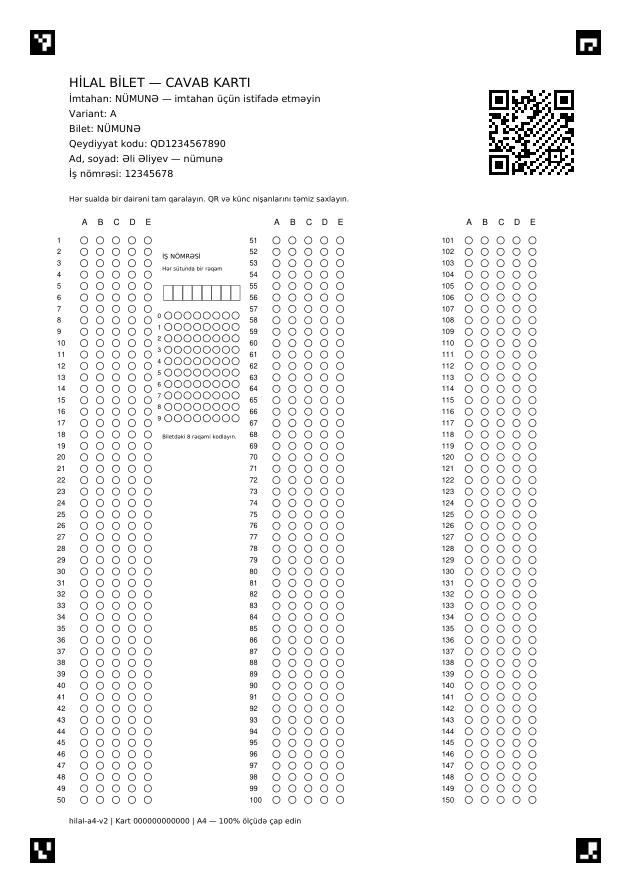 HİLAL BİLET — CAVAB KARTI
İmtahan: NÜMUNƏ — imtahan üçün istifadə etməyin
Variant: A
Bilet: NÜMUNƏ
Qeydiyyat kodu: QD1234567890
Ad, soyad: Əli Əliyev — nümunə
İş nömrəsi: 12345678
Hər sualda bir dairəni tam qaralayın. QR və künc nişanlarını təmiz saxlayın.
A B C D E A B C D E A B C D E
1 51 101
2 İŞ NÖMRƏSİ 52 102
3 Hər sütunda bir rəqəm 53 103
4 54 104
5 55 105
6 56 106
7 57 107
8 0 58 108
9 1 59 109
10 2 60 110
11 3 61 111
12 4 62 112
13 5 63 113
14 6 64 114
15 7 65 115
16 8 66 116
17 9 67 117
18 Biletdəki 8 rəqəmi kodlayın. 68 118
19 69 119
20 70 120
21 71 121
22 72 122
23 73 123
24 74 124
25 75 125
26 76 126
27 77 127
28 78 128
29 79 129
30 80 130
31 81 131
32 82 132
33 83 133
34 84 134
35 85 135
36 86 136
37 87 137
38 88 138
39 89 139
40 90 140
41 91 141
42 92 142
43 93 143
44 94 144
45 95 145
46 96 146
47 97 147
48 98 148
49 99 149
50 100 150
hilal-a4-v2 | Kart 000000000000 | A4 — 100% ölçüdə çap edin